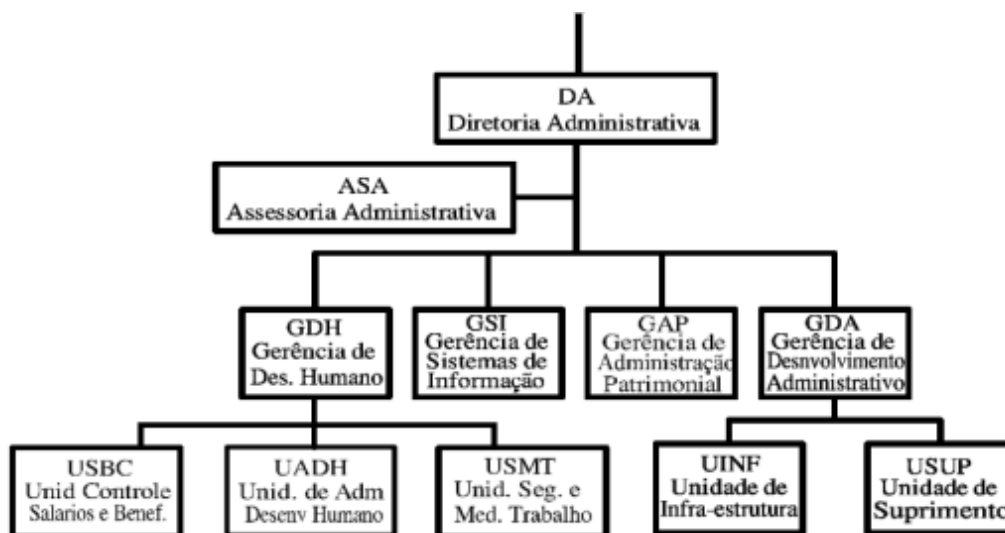 DA
Diretoria Administrativa
ASA
Assessoria Administrativa
GDH
Gerência de
Des. Humano
GSI
Gerência de
Sistemas de
Informação
GAP
Gerência de
Administração
Patrimonial
GDA
Gerência de
Desnvolvimento
Administrativo
USBC
Unid Controle
Salarios e Benef.
UADH
Unid. de Adm
Desenv Humano
USMT
Unid. Seg. e
Med. Trabalho
UINF
Unidade de
Infra-estrutura
USUP
Unidade de
Suprimento